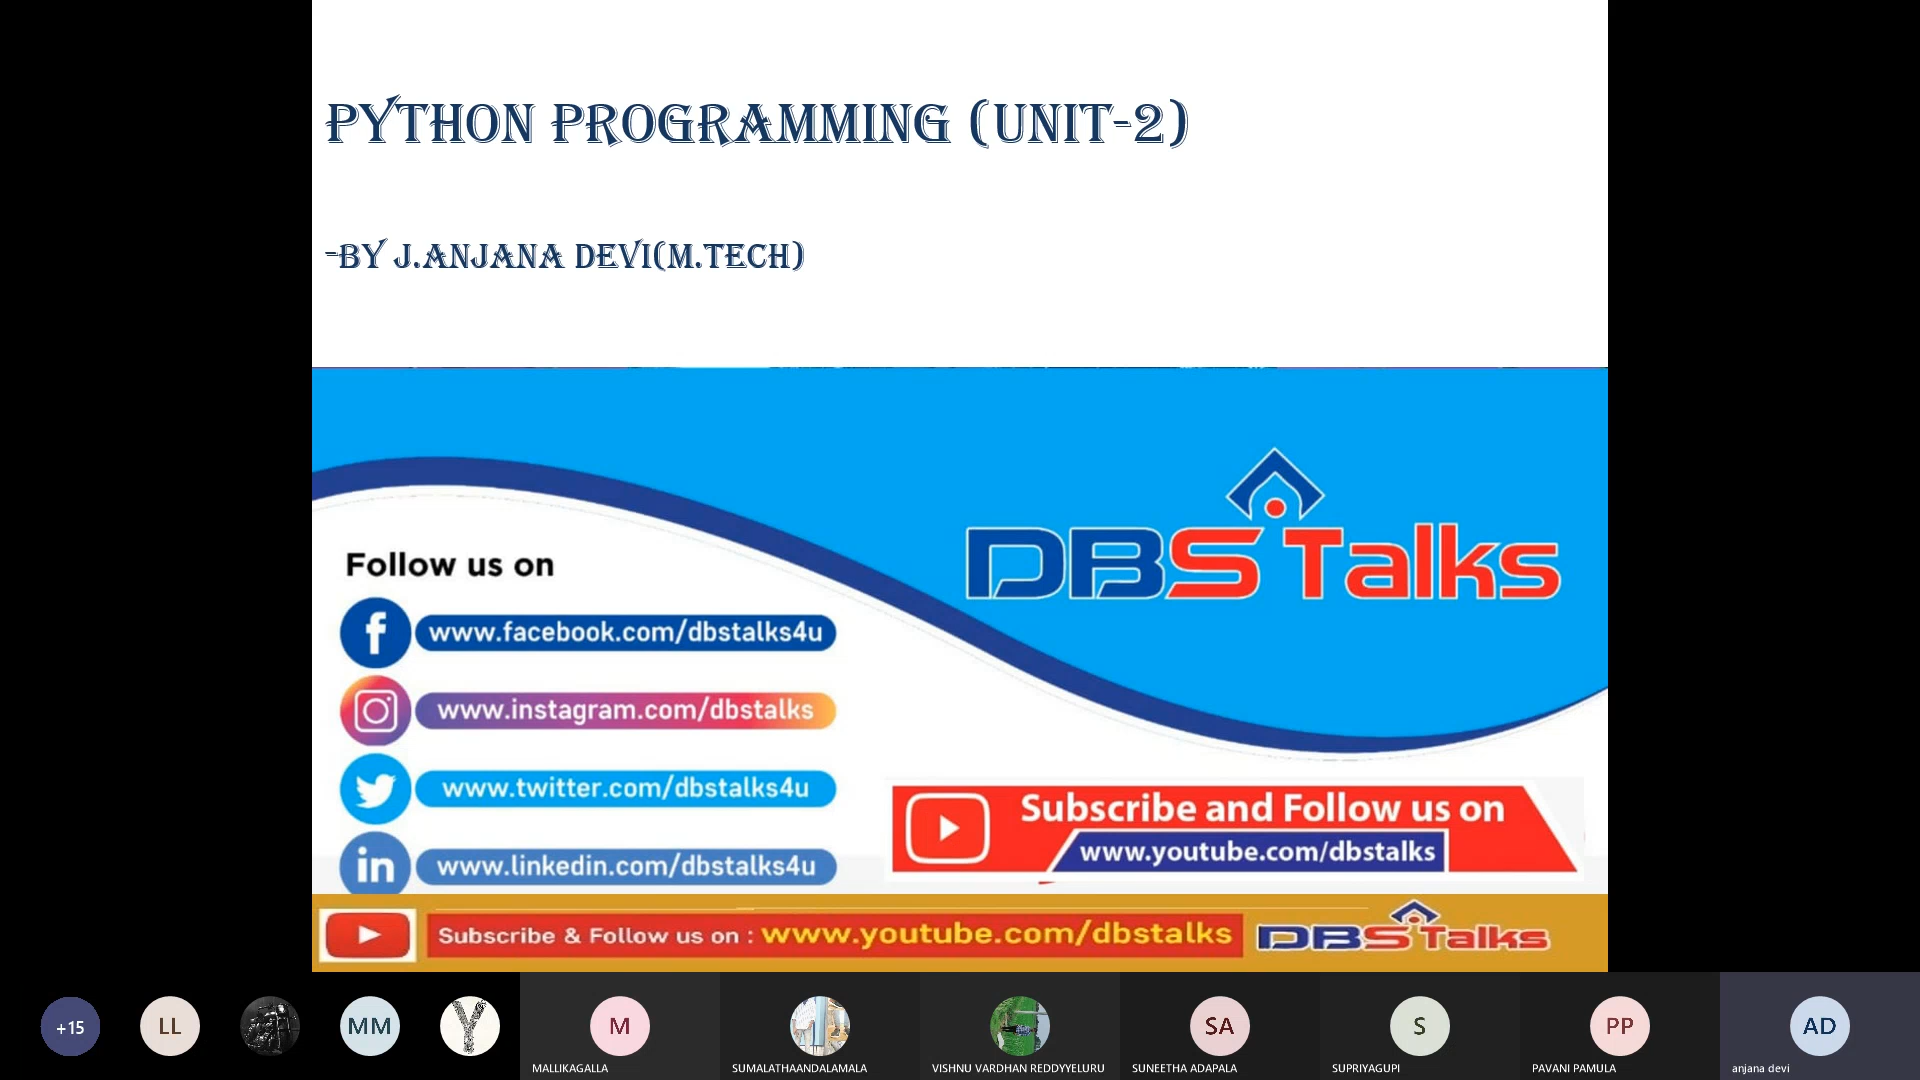 PYTHON PROGRAMMING (UNIT-2)
-BY J.ANJANA DEVI(M.TECH)
DBS Talks
Follow us on
www.facebook.com/dbstalks4u
www.instagram.com/dbstalks
www.twitter.com/dbstalks4u
www.linkedin.com/dbstalks4u
Subscribe and Follow us on
www.youtube.com/dbstalks
Subscribe & Follow us on : www.youtube.com/dbstalks DBS Talks
+15 LL MM Y M SA S PP AD
MALLIKAGALLA SUMALATHAANDALAMALA VISHNU VARDHAN REDDYYELURU SUNEETHA ADAPALA SUPRIYAGUPI PAVANI PAMULA anjana devi